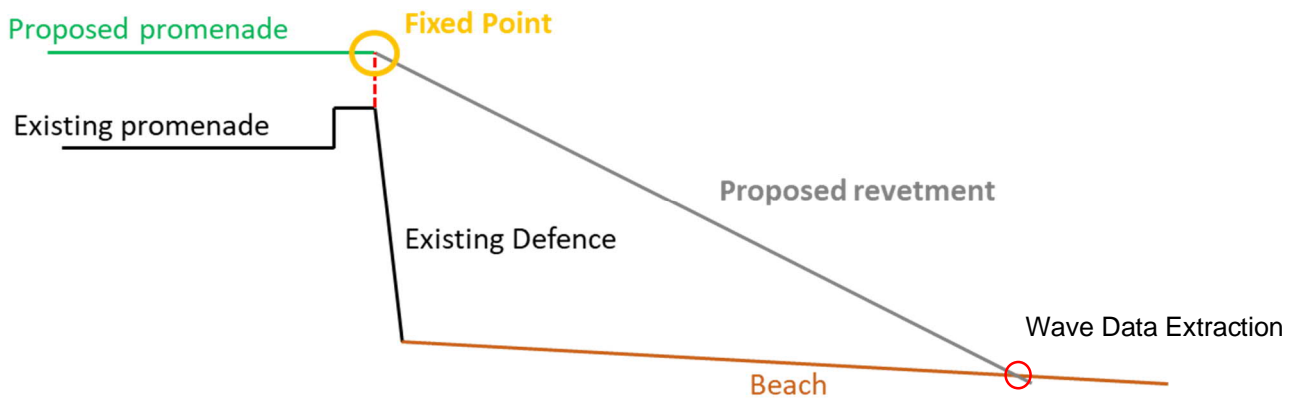 Proposed promenade
Fixed Point
Existing promenade
Proposed revetment
Existing Defence
Wave Data Extraction
Beach